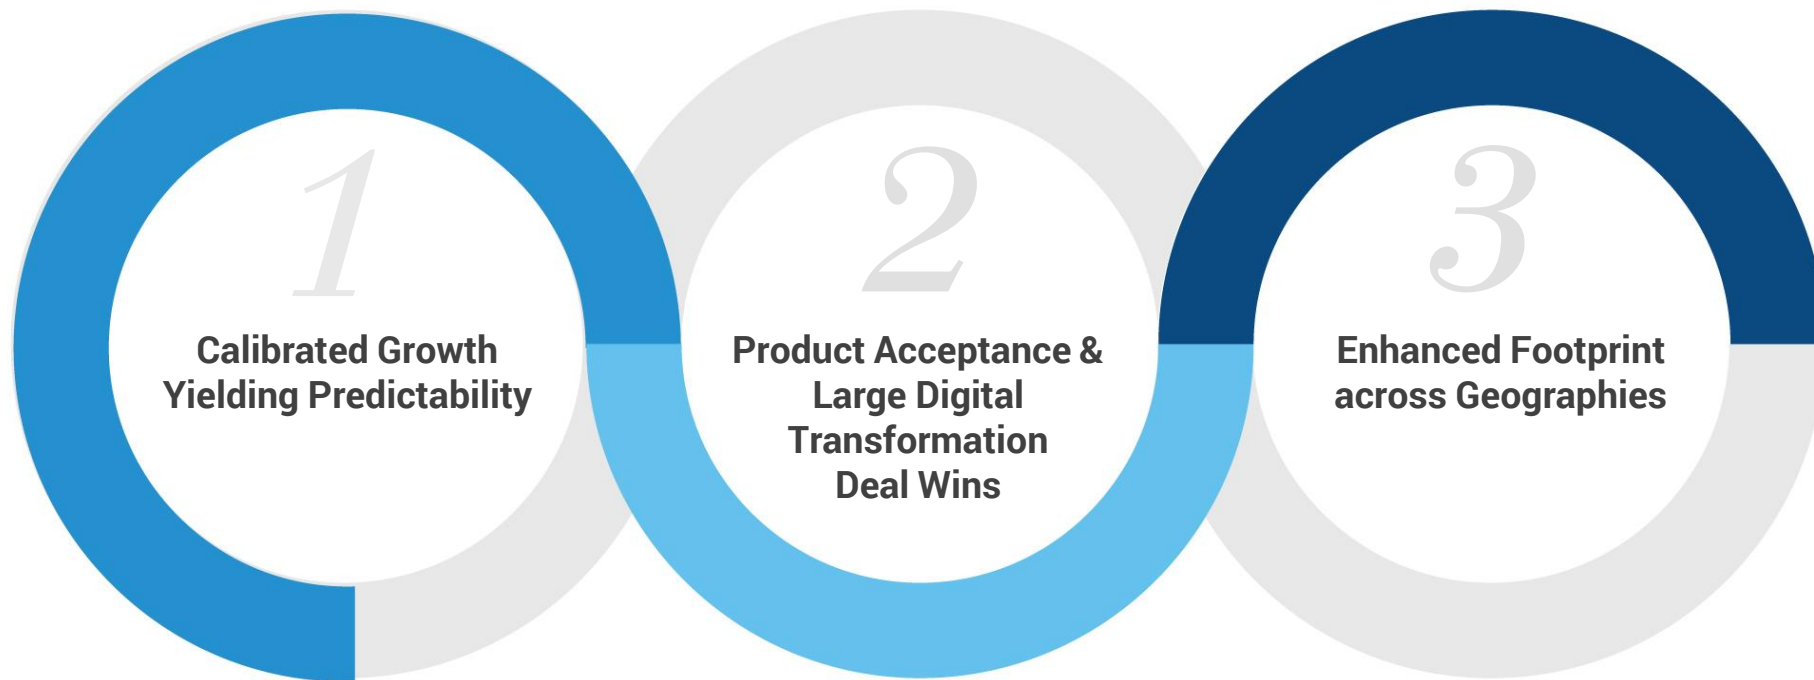 1
Calibrated Growth
Yielding Predictability
2
Product Acceptance &
Large Digital
Transformation
Deal Wins
3
Enhanced Footprint
across Geographies